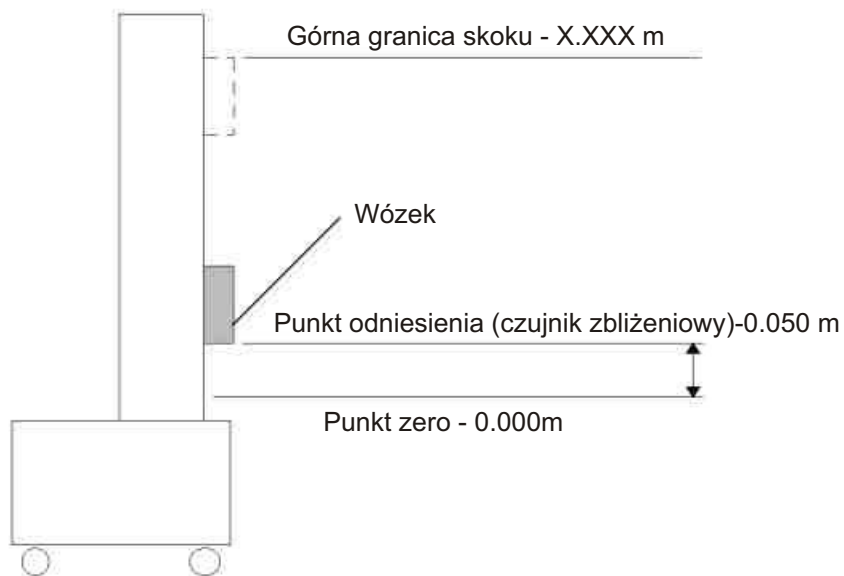 Górna granica skoku - X.XXX m
Wózek
Punkt odniesienia (czujnik zbliżeniowy)-0.050 m
Punkt zero - 0.000m